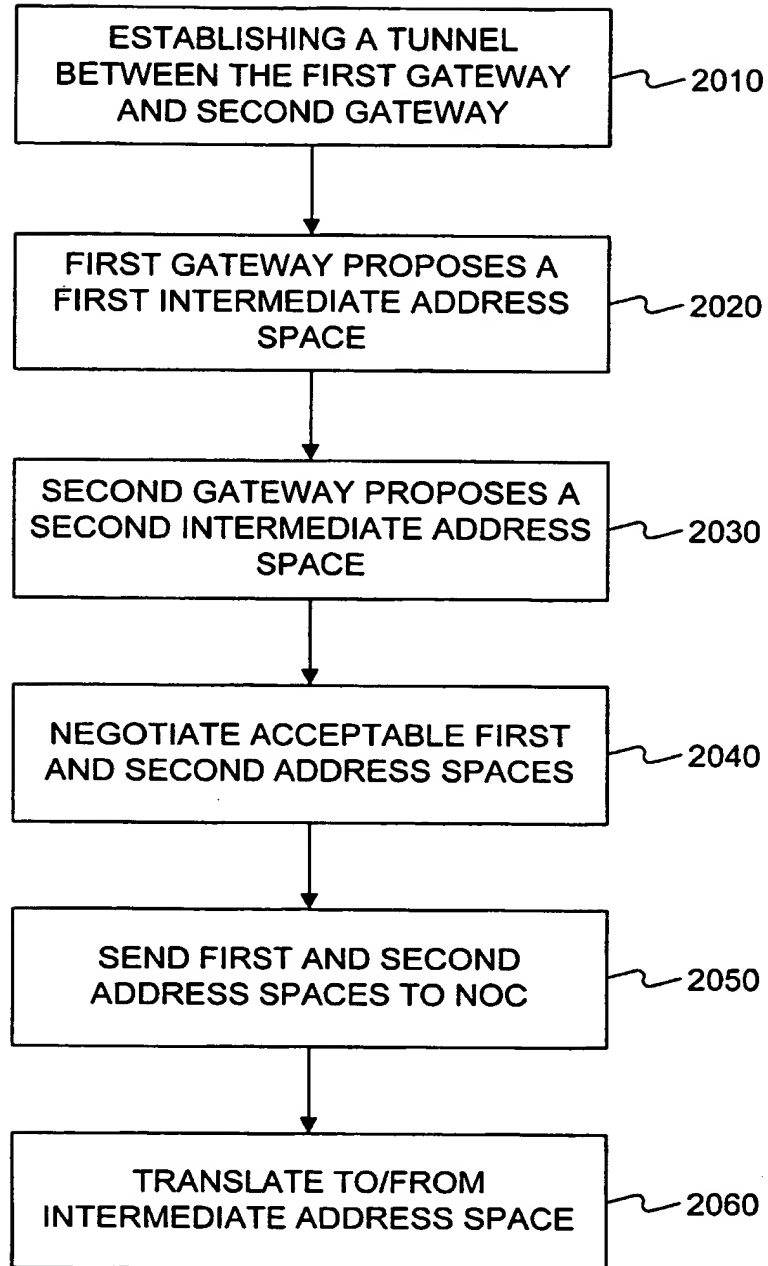 ESTABLISHING A TUNNEL
BETWEEN THE FIRST GATEWAY
AND SECOND GATEWAY
2010
FIRST GATEWAY PROPOSES A
FIRST INTERMEDIATE ADDRESS
SPACE
2020
SECOND GATEWAY PROPOSES A
SECOND INTERMEDIATE ADDRESS
SPACE
2030
NEGOTIATE ACCEPTABLE FIRST
AND SECOND ADDRESS SPACES
2040
SEND FIRST AND SECOND
ADDRESS SPACES TO NOC
2050
TRANSLATE TO/FROM
INTERMEDIATE ADDRESS SPACE
2060